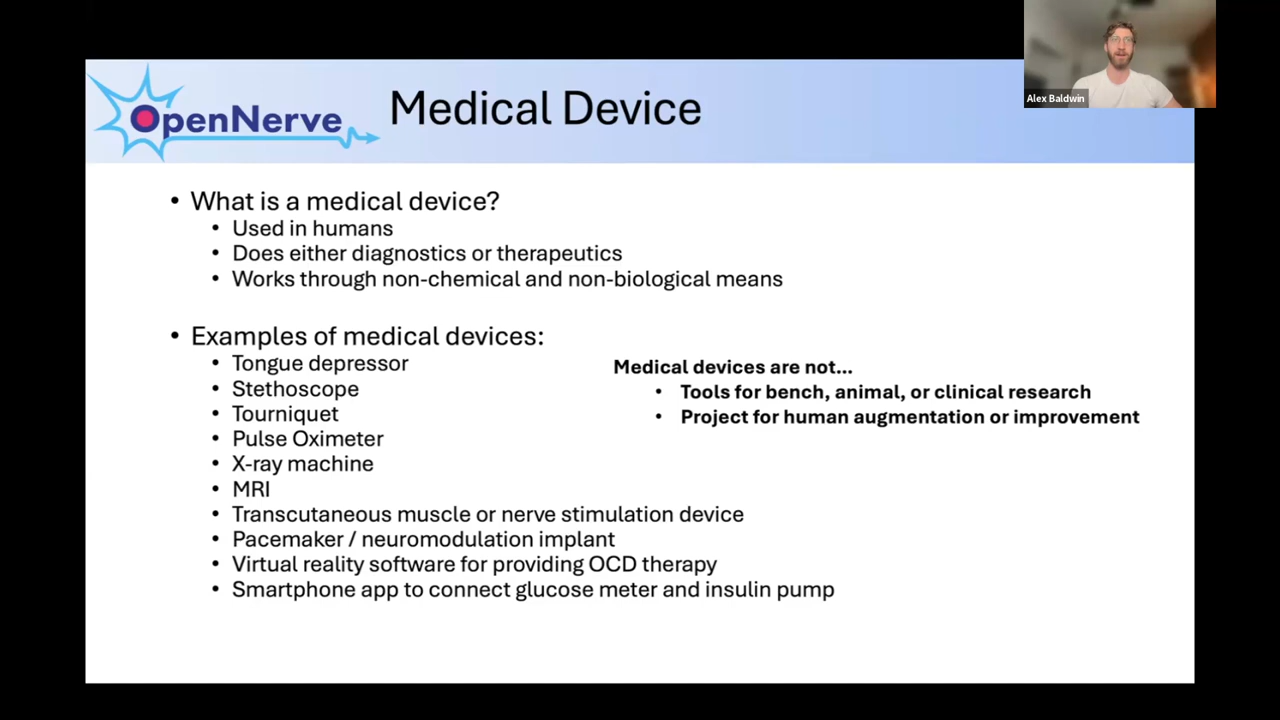 Alex Baldwin
OpenNerve
Medical Device
• What is a medical device?
• Used in humans
• Does either diagnostics or therapeutics
• Works through non-chemical and non-biological means
• Examples of medical devices:
• Tongue depressor
• Stethoscope
• Tourniquet
• Pulse Oximeter
• X-ray machine
• MRI
• Transcutaneous muscle or nerve stimulation device
• Pacemaker / neuromodulation implant
• Virtual reality software for providing OCD therapy
• Smartphone app to connect glucose meter and insulin pump
Medical devices are not...
• Tools for bench, animal, or clinical research
• Project for human augmentation or improvement